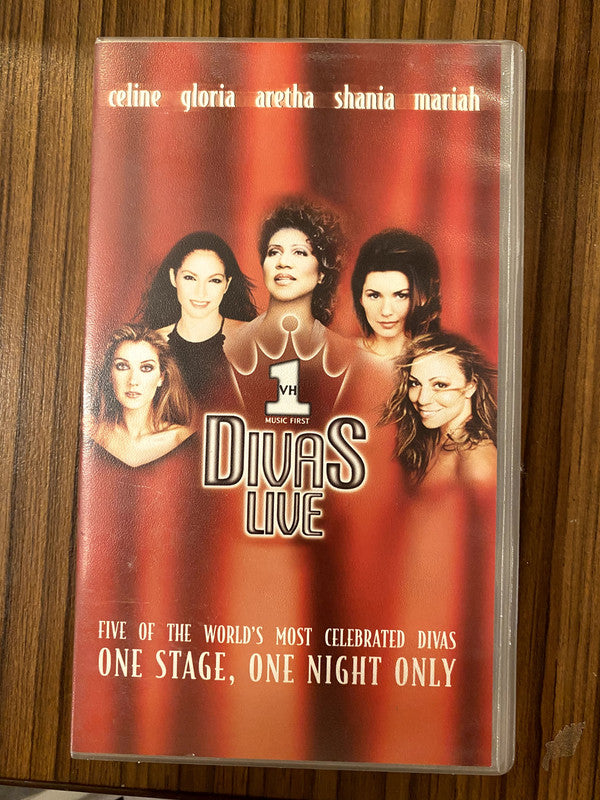 celine gloria aretha shania mariah
VH
1
MUSIC FIRST
DIVAS
LIVE
FIVE OF THE WORLD'S MOST CELEBRATED DIVAS
ONE STAGE, ONE NIGHT ONLY